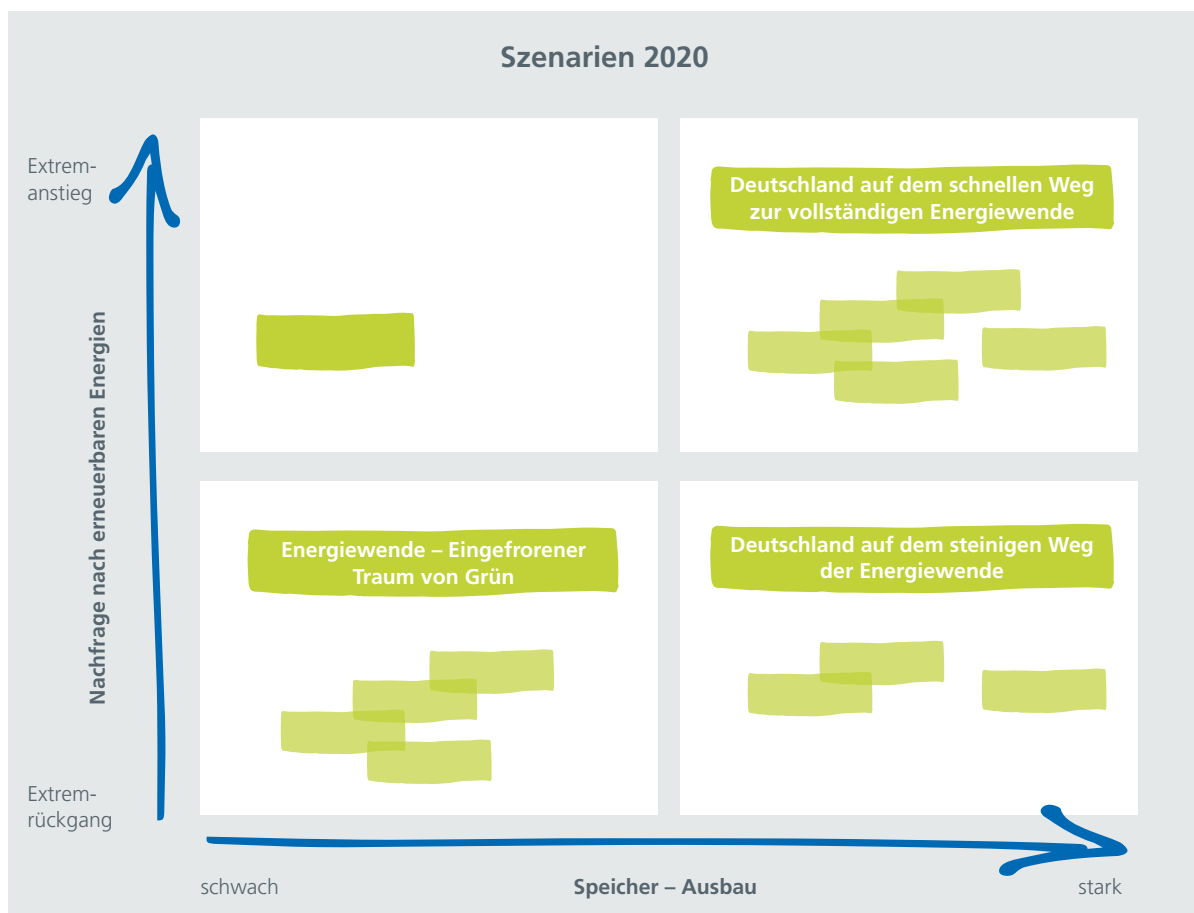 Szenarien 2020
Extrem-
anstieg
Deutschland auf dem schnellen Weg
zur vollständigen Energiewende
Nachfrage nach erneuerbaren Energien
Energiewende – Eingefrorener
Traum von Grün
Deutschland auf dem steinigen Weg
der Energiewende
Extrem-
rückgang
schwach
Speicher – Ausbau
stark